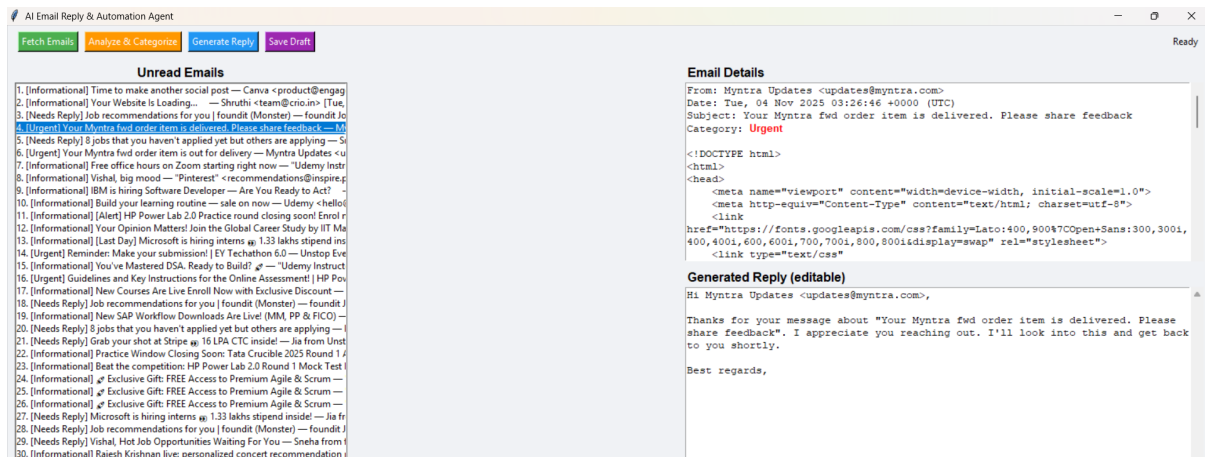 AI Email Reply & Automation Agent
Fetch Emails Analyze & Categorize Generate Reply Save Draft Ready
Unread Emails
1. [Informational] Time to make another social post — Canva <product@engag
2. [Informational] Your Website Is Loading... — Shruthi <team@crio.in> [Tue,
3. [Needs Reply] Job recommendations for you | foundit (Monster) — foundit Jo
4. [Urgent] Your Myntra fwd order item is delivered. Please share feedback — M
5. [Needs Reply] 8 jobs that you haven't applied yet but others are applying —
6. [Urgent] Your Myntra fwd order item is out for delivery — Myntra Updates <u
7. [Informational] Free office hours on Zoom starting right now — "Udemy Instr
8. [Informational] Vishal, big mood — "Pinterest" <recommendations@inspire.p
9. [Informational] IBM is hiring Software Developer — Are You Ready to Act?
10. [Informational] Build your learning routine — sale on now — Udemy <hello
11. [Informational] [Alert] HP Power Lab 2.0 Practice round closing soon! Enrol
12. [Informational] Your Opinion Matters! Join the Global Career Study by IIT Ma
13. [Informational] [Last Day] Microsoft is hiring interns 1.33 lakhs stipend ins
14. [Urgent] Reminder: Make your submission! | EY Techathon 6.0 — Unstop Eve
15. [Informational] You've Mastered DSA. Ready to Build? 🚀 — "Udemy Instruct
16. [Urgent] Guidelines and Key Instructions for the Online Assessment! | HP Pov
17. [Informational] New Courses Are Live Enroll Now with Exclusive Discount —
18. [Needs Reply] Job recommendations for you | foundit (Monster) — foundit J
19. [Informational] New SAP Workflow Downloads Are Live! (MM, PP & FICO) —
20. [Needs Reply] 8 jobs that you haven't applied yet but others are applying —
21. [Needs Reply] Grab your shot at Stripe 16 LPA CTC inside! — Jia from Unst
22. [Informational] Practice Window Closing Soon: Tata Crucible 2025 Round 1
23. [Informational] Beat the competition: HP Power Lab 2.0 Round 1 Mock Test
24. [Informational] 🚀 Exclusive Gift: FREE Access to Premium Agile & Scrum —
25. [Informational] 🚀 Exclusive Gift: FREE Access to Premium Agile & Scrum —
26. [Informational] 🚀 Exclusive Gift: FREE Access to Premium Agile & Scrum —
27. [Needs Reply] Microsoft is hiring interns 1.33 lakhs stipend inside! — Jia fr
28. [Needs Reply] Job recommendations for you | foundit (Monster) — foundit J
29. [Needs Reply] Vishal, Hot Job Opportunities Waiting For You — Sneha from
30. [Informational] Rajesh Krishnan live: personalized concert recommendation
Email Details
From: Myntra Updates <updates@myntra.com>
Date: Tue, 04 Nov 2025 03:26:46 +0000 (UTC)
Subject: Your Myntra fwd order item is delivered. Please share feedback
Category: Urgent
<!DOCTYPE html>
<html>
<head>
<meta name="viewport" content="width=device-width, initial-scale=1.0">
<meta http-equiv="Content-Type" content="text/html; charset=utf-8">
<link
href="https://fonts.googleapis.com/css?family=Lato:400,900%7COpen+Sans:300,300i,
400,400i,600,600i,700,700i,800,800i&display=swap" rel="stylesheet">
<link type="text/css"
Generated Reply (editable)
Hi Myntra Updates <updates@myntra.com>,
Thanks for your message about "Your Myntra fwd order item is delivered. Please
share feedback". I appreciate you reaching out. I'll look into this and get back
to you shortly.
Best regards,